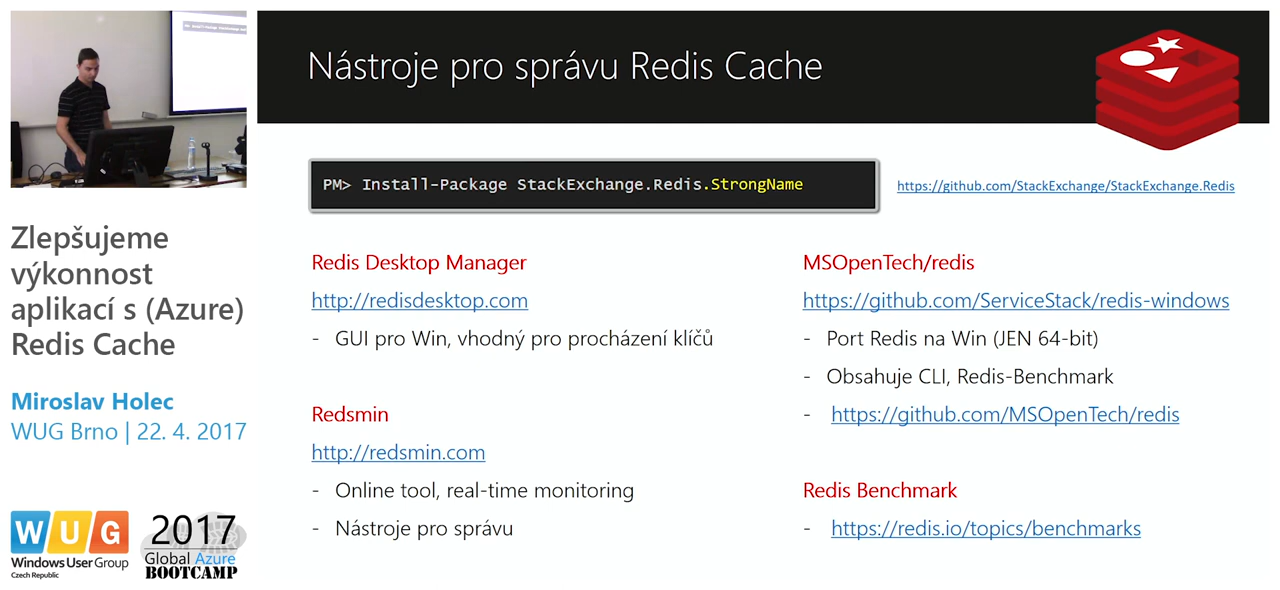 Nástroje pro správu Redis Cache
PM> Install-Package StackExchange.Redis.StrongName
https://github.com/StackExchange/StackExchange.Redis
Redis Desktop Manager
http://redisdesktop.com
- GUI pro Win, vhodný pro procházení klíčů
Redsmin
http://redsmin.com
- Online tool, real-time monitoring
- Nástroje pro správu
MSOpenTech/redis
https://github.com/ServiceStack/redis-windows
- Port Redis na Win (JEN 64-bit)
- Obsahuje CLI, Redis-Benchmark
- https://github.com/MSOpenTech/redis
Redis Benchmark
- https://redis.io/topics/benchmarks
Zlepšujeme
výkonnost
aplikací s (Azure)
Redis Cache
Miroslav Holec
WUG Brno | 22. 4. 2017
WUG
Windows User Group
Czech Republic
2017
Global Azure
BOOTCAMP